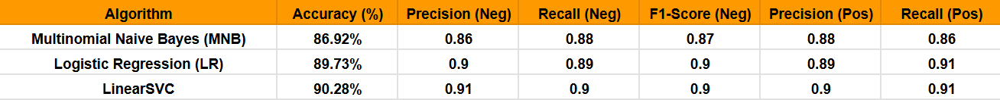 Algorithm Accuracy (%) Precision (Neg) Recall (Neg) F1-Score (Neg) Precision (Pos) Recall (Pos)
Multinomial Naive Bayes (MNB) 86.92% 0.86 0.88 0.87 0.88 0.86
Logistic Regression (LR) 89.73% 0.9 0.89 0.9 0.89 0.91
LinearSVC 90.28% 0.91 0.9 0.9 0.9 0.91